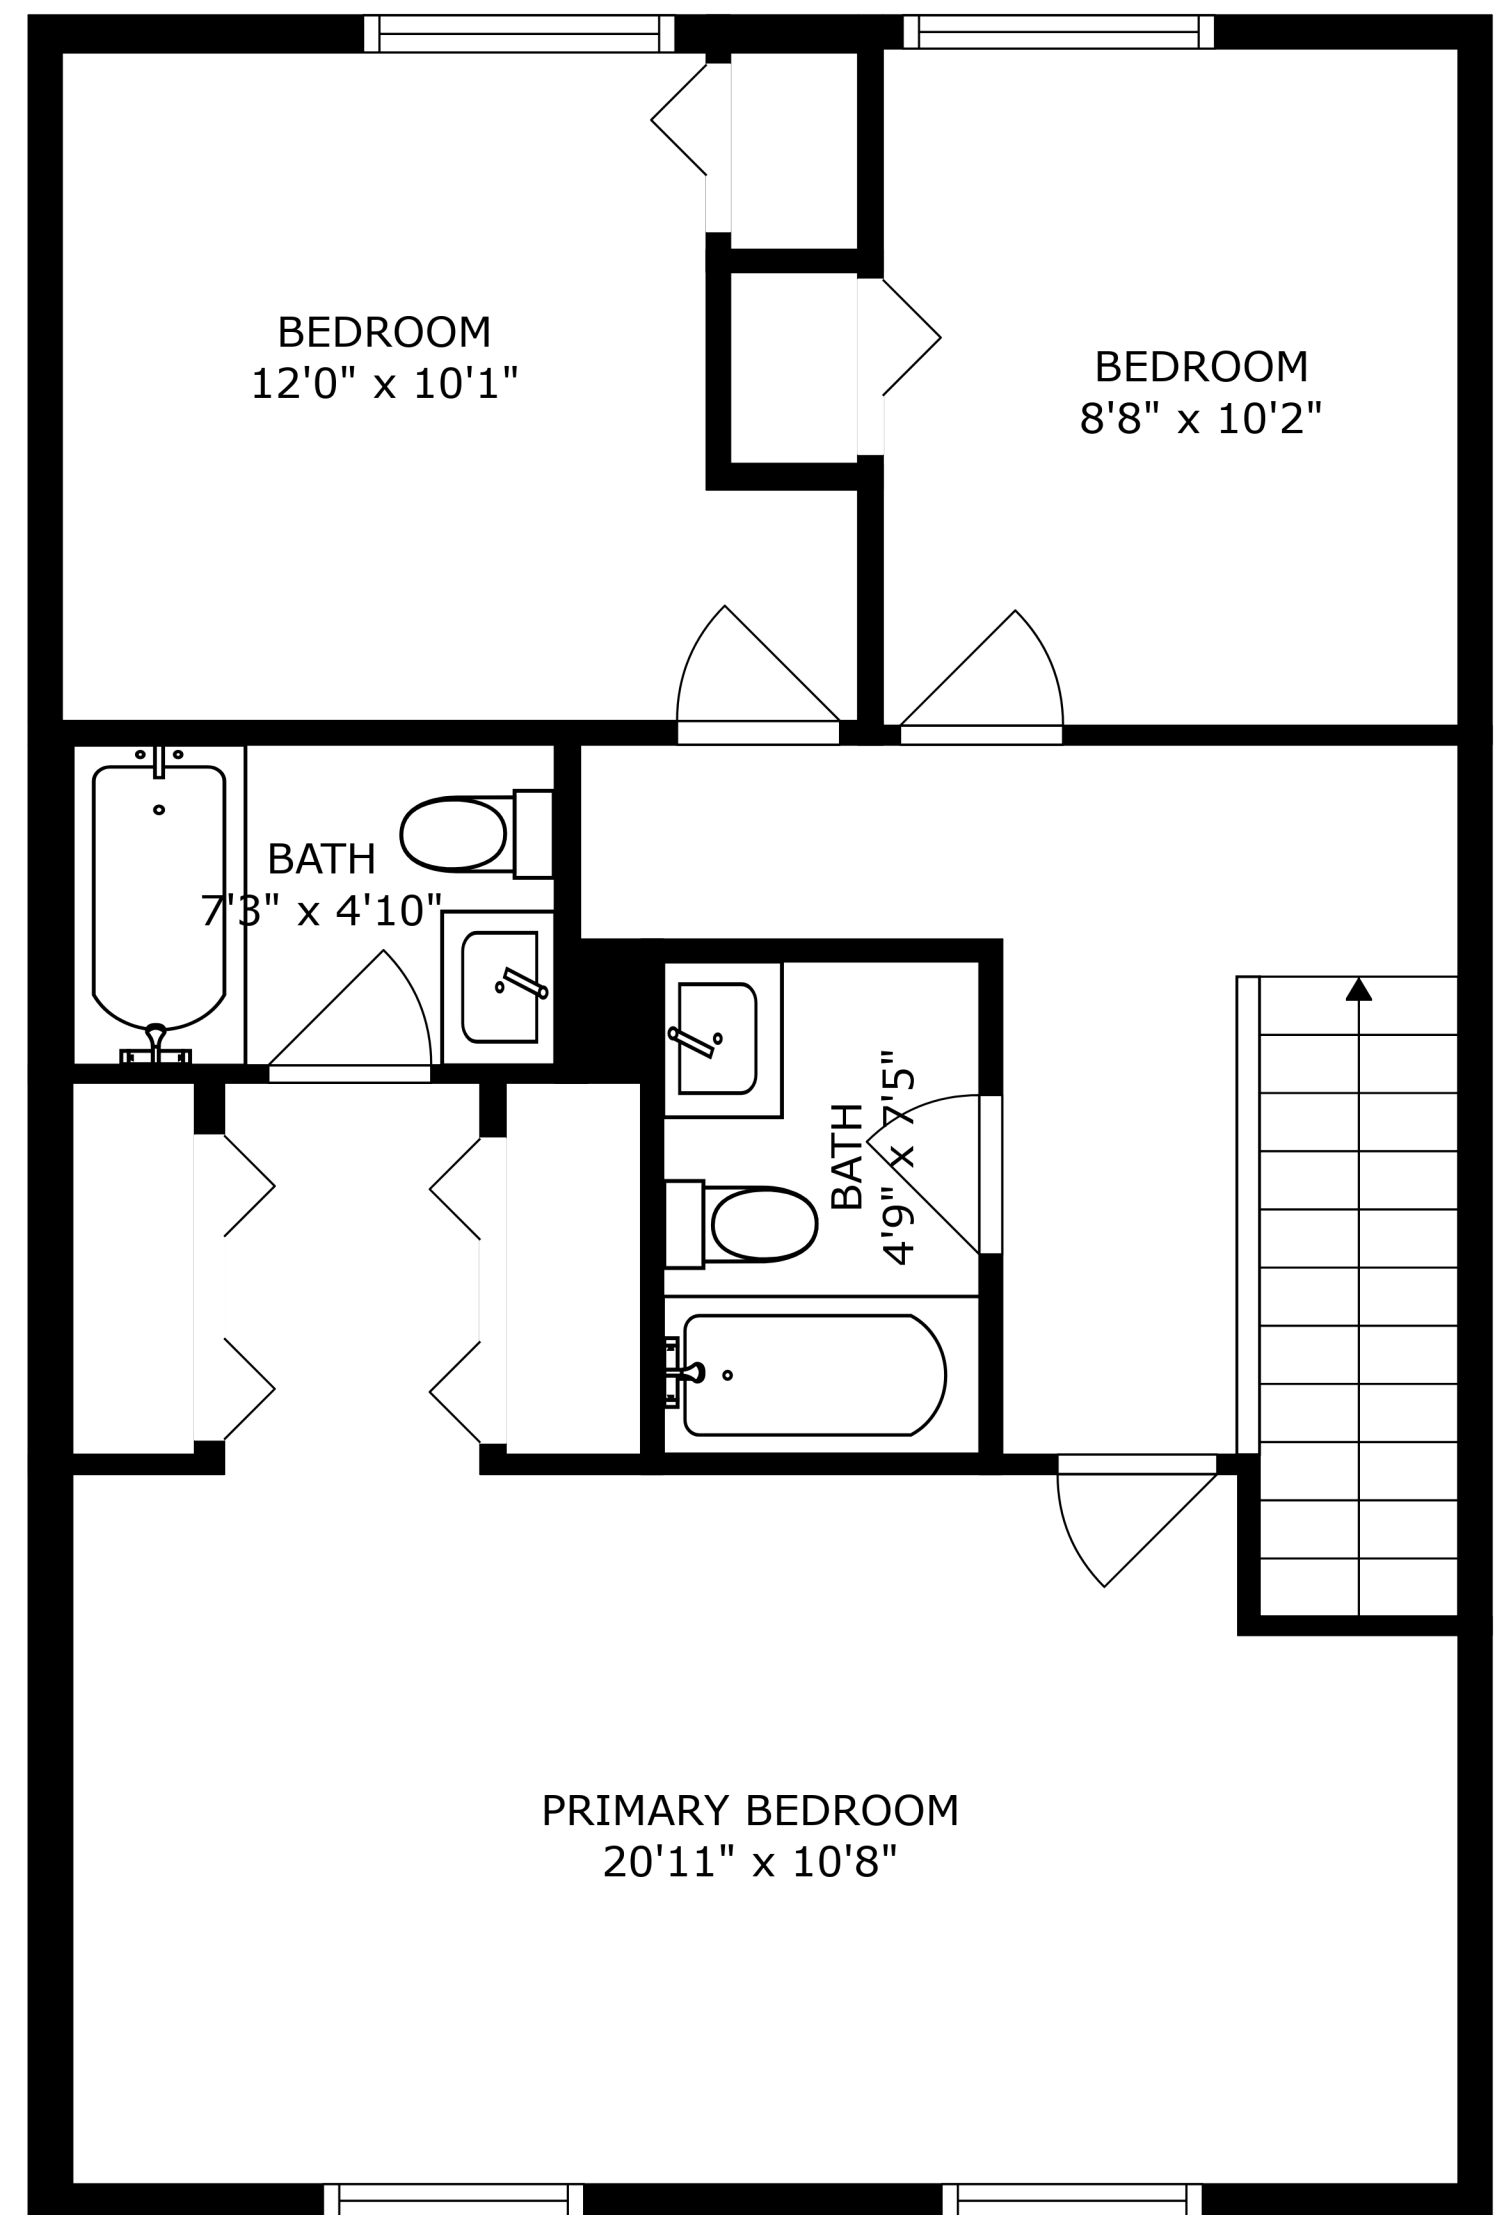 BEDROOM
12'0" x 10'1"
BEDROOM
8'8" x 10'2"
BATH
7'3" x 4'10"
BATH
4'9" x 7'5"
PRIMARY BEDROOM
20'11" x 10'8"